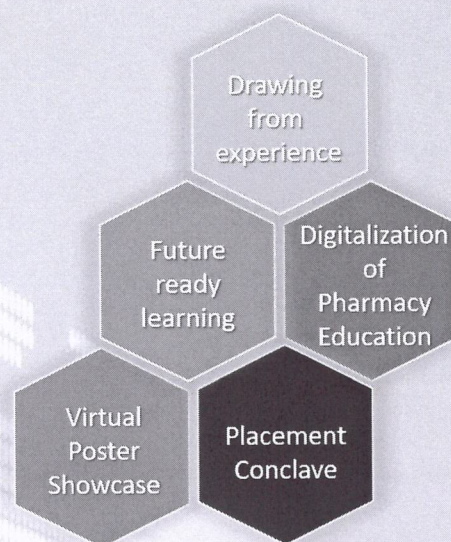 Drawing
from
experience
Future
ready
learning
Digitalization
of
Pharmacy
Education
Virtual
Poster
Showcase
Placement
Conclave